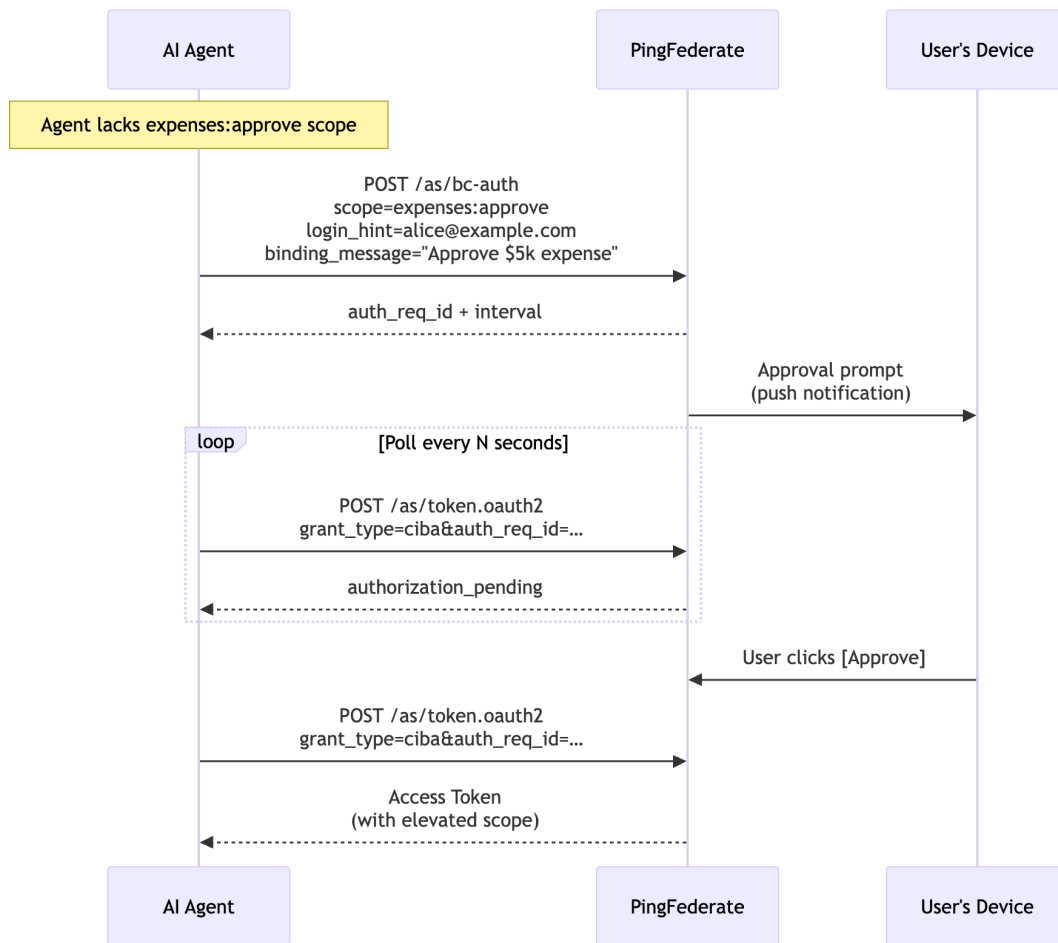 AI Agent
PingFederate
User's Device
Agent lacks expenses:approve scope
POST /as/bc-auth
scope=expenses:approve
login_hint=alice@example.com
binding_message="Approve $5k expense"
auth_req_id + interval
Approval prompt
(push notification)
loop
[Poll every N seconds]
POST /as/token.oauth2
grant_type=ciba&auth_req_id=...
authorization_pending
User clicks [Approve]
POST /as/token.oauth2
grant_type=ciba&auth_req_id=...
Access Token
(with elevated scope)
AI Agent
PingFederate
User's Device